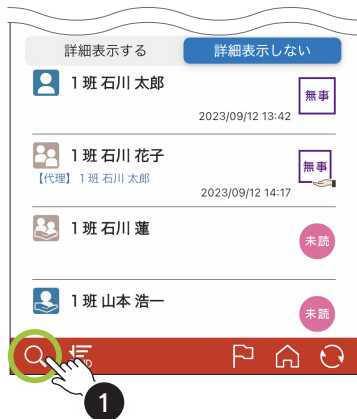 詳細表示する 詳細表示しない
1班 石川 太郎
無事
2023/09/12 13:42
1班 石川 花子
無事
【代理】1班 石川 太郎
2023/09/12 14:17
1班 石川 蓮
未読
1班 山本 浩一
未読
1